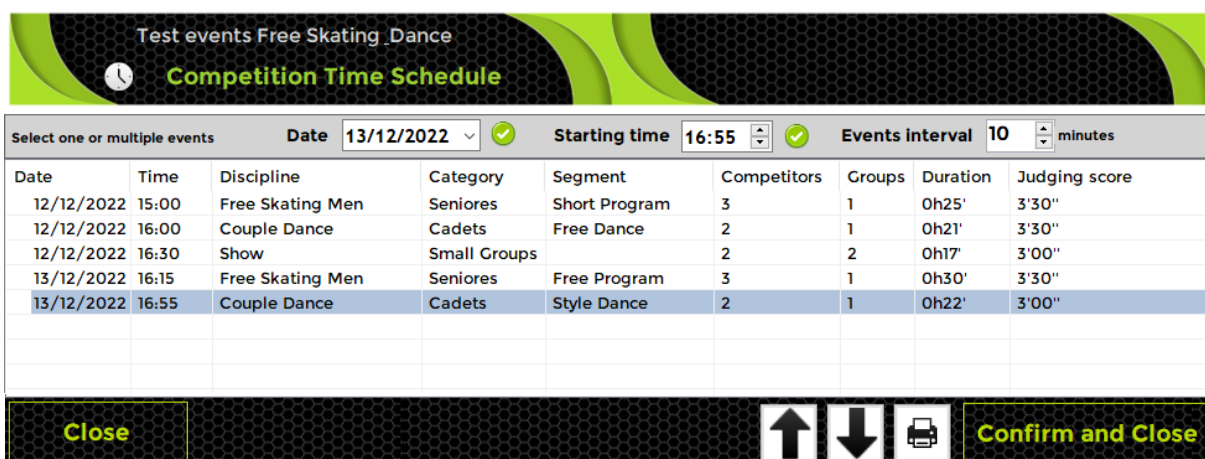 Test events Free Skating_Dance
Competition Time Schedule
Select one or multiple events Date 13/12/2022 Starting time 16:55 Events interval 10 minutes
Date Time Discipline Category Segment Competitors Groups Duration Judging score
12/12/2022 15:00 Free Skating Men Seniores Short Program 3 1 0h25' 3'30''
12/12/2022 16:00 Couple Dance Cadets Free Dance 2 1 0h21' 3'30''
12/12/2022 16:30 Show Small Groups 2 2 0h17' 3'00''
13/12/2022 16:15 Free Skating Men Seniores Free Program 3 1 0h30' 3'30''
13/12/2022 16:55 Couple Dance Cadets Style Dance 2 1 0h22' 3'00''
Close Confirm and Close